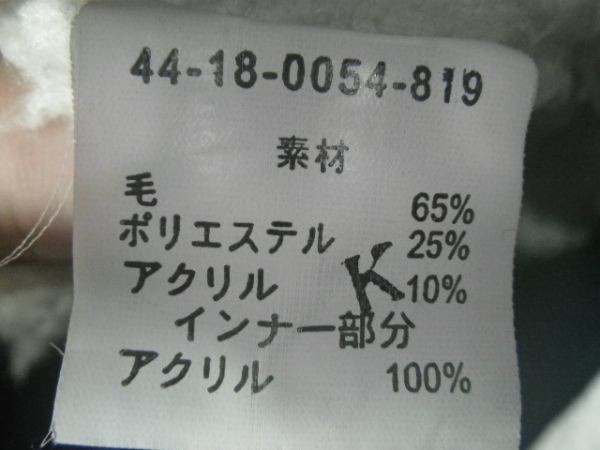 44-18-0054-819
素材
毛 65%
ポリエステル 25%
アクリル K 10%
インナー部分
アクリル 100%